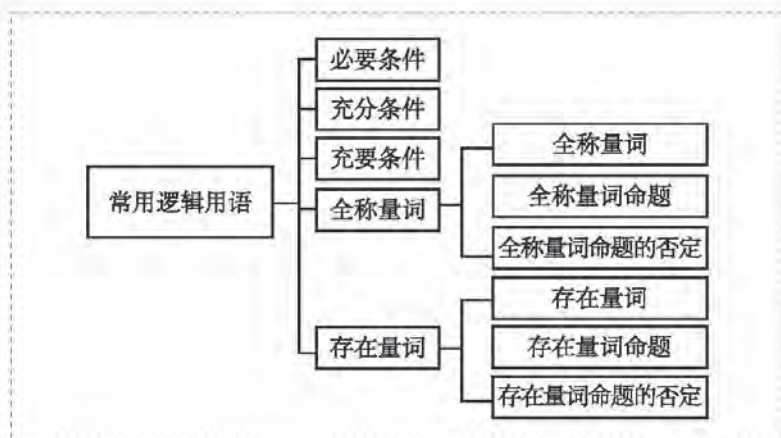 必要条件
充分条件
充要条件
全称量词
常用逻辑用语
全称量词
全称量词命题
全称量词命题的否定
存在量词
存在量词
存在量词命题
存在量词命题的否定